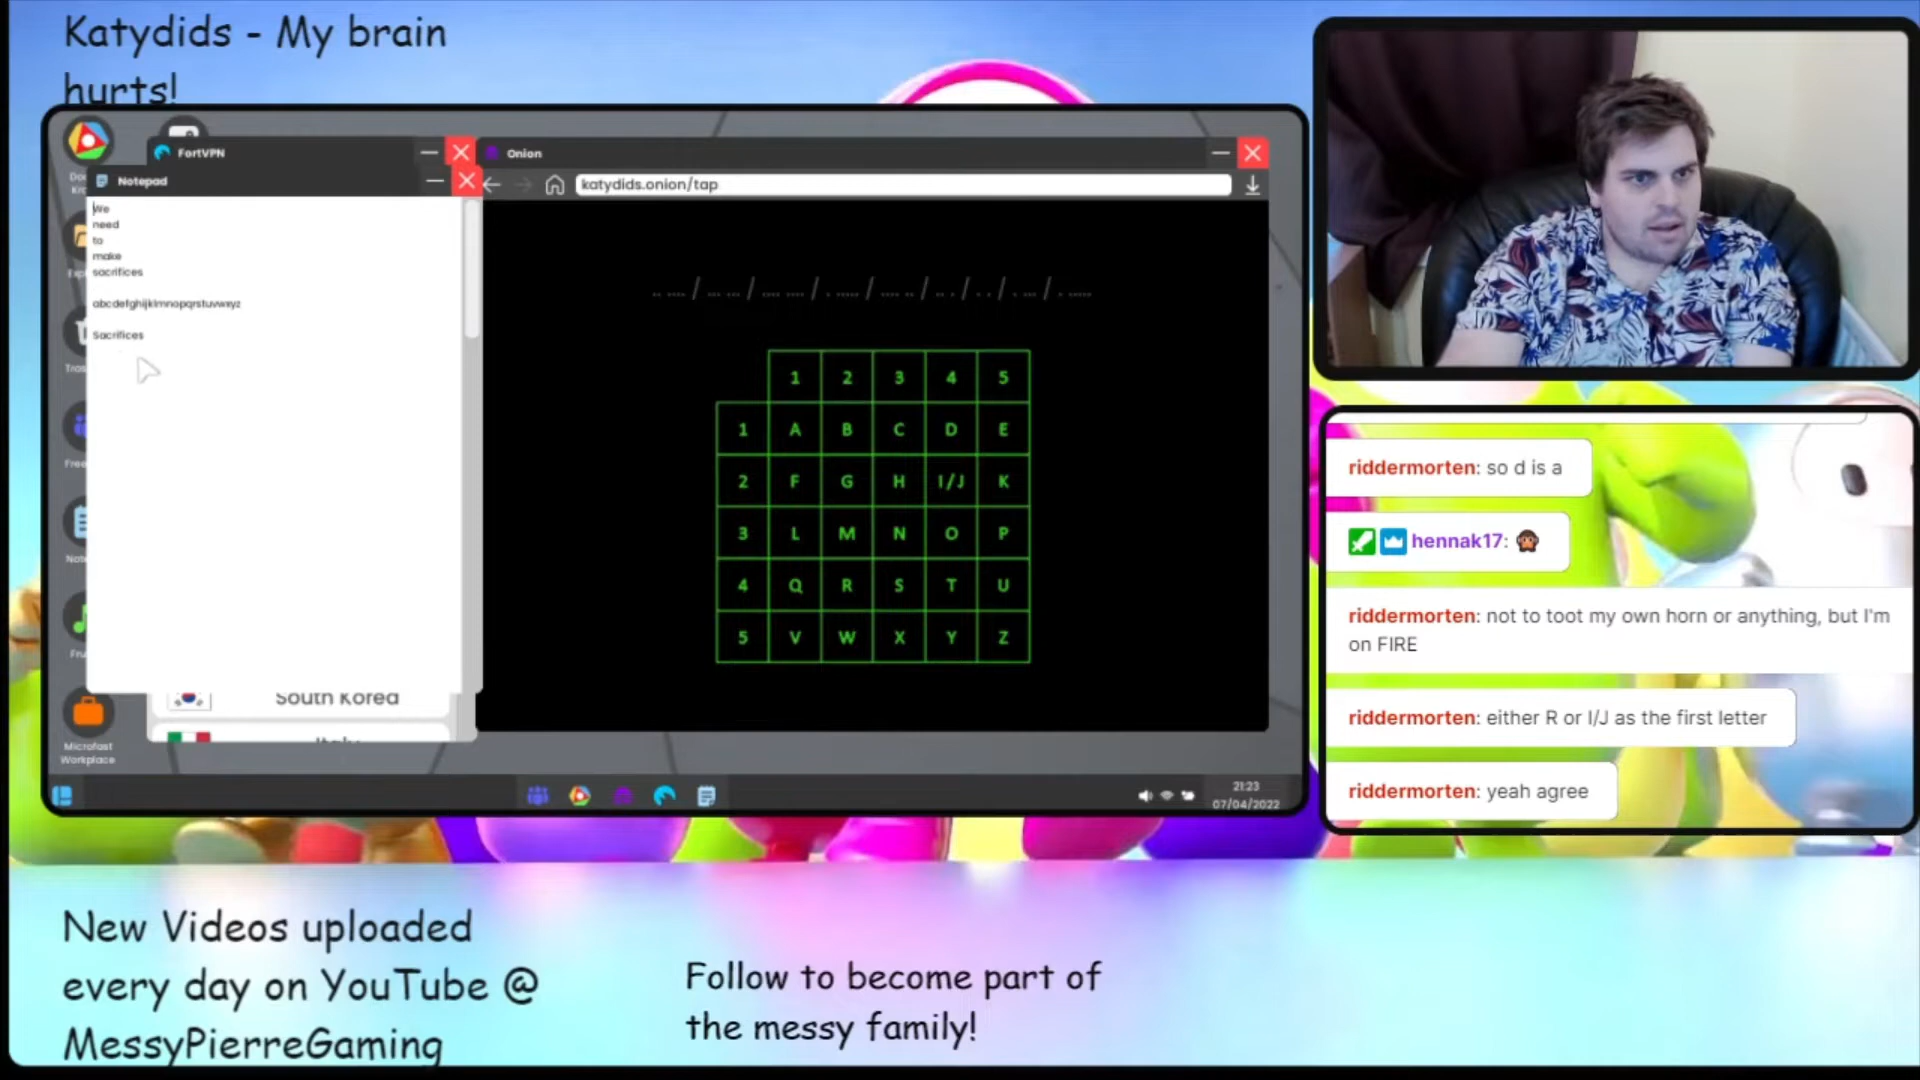 Katydids - My brain
hurts!
FortVPN
Onion
Notepad
katydids.onion/tap
We
need
to
make
sacrifices
abcdefghijklmnopqrstuvwxyz
Sacrifices
.. .... / ... ... / .... .... / . ..... / .... .. / .. . / . . / . ... / . .....
1 2 3 4 5
1 A B C D E
2 F G H I/J K
3 L M N O P
4 Q R S T U
5 V W X Y Z
South Korea
Italy
Microfast
Workplace
21:23
07/04/2022
riddermorten: so d is a
hennak17:
riddermorten: not to toot my own horn or anything, but I'm
on FIRE
riddermorten: either R or I/J as the first letter
riddermorten: yeah agree
New Videos uploaded
every day on YouTube @
MessyPierreGaming
Follow to become part of
the messy family!